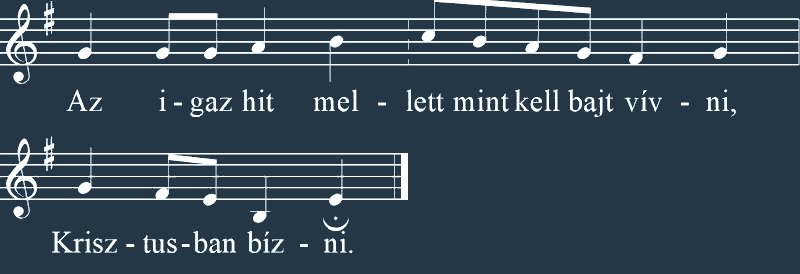 Az i - gaz hit mel - lett mint kell bajt vív - ni,
Krisz - tus - ban bíz - ni.